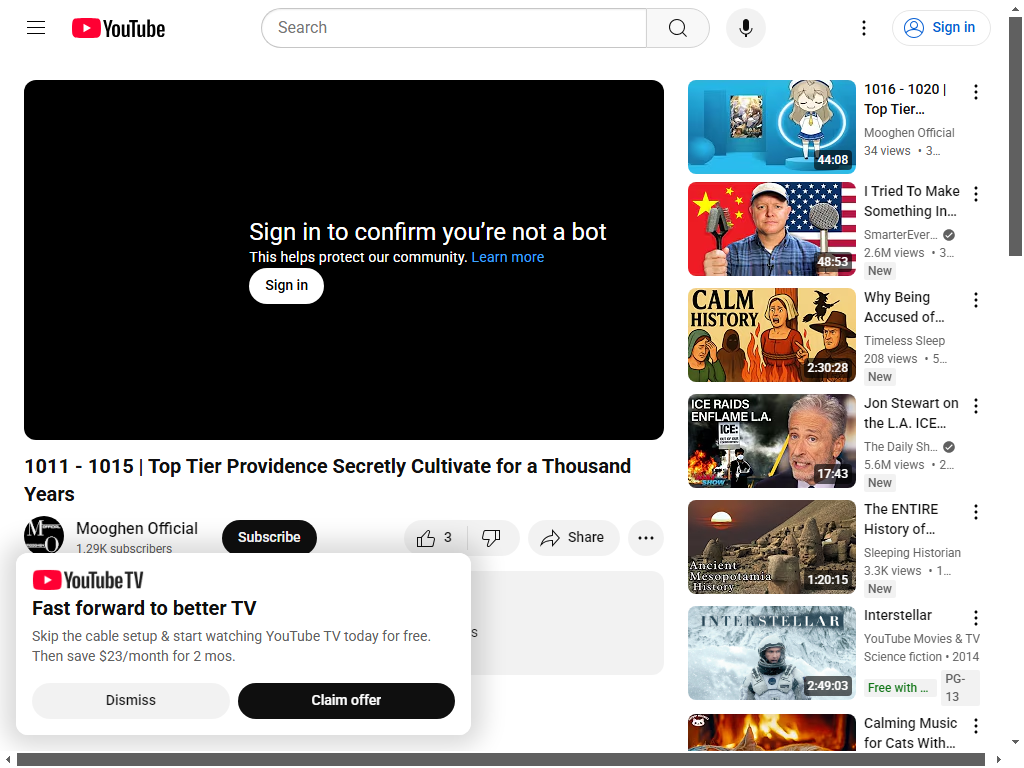 YouTube
Search
Sign in
Sign in to confirm you’re not a bot
This helps protect our community. Learn more
Sign in
1011 - 1015 | Top Tier Providence Secretly Cultivate for a Thousand
Years
Mooghen Official
1.29K subscribers
Subscribe
3
Share
s
YouTube TV
Fast forward to better TV
Skip the cable setup & start watching YouTube TV today for free.
Then save $23/month for 2 mos.
Dismiss
Claim offer
44:08
1016 - 1020 |
Top Tier…
Mooghen Official
34 views • 3…
48:53
I Tried To Make
Something In…
SmarterEver…
2.6M views • 3…
New
CALM
HISTORY
2:30:28
Why Being
Accused of…
Timeless Sleep
208 views • 5…
New
ICE RAIDS
ENFLAME L.A.
ICE:
17:43
Jon Stewart on
the L.A. ICE…
The Daily Sh…
5.6M views • 2…
New
Ancient
Mesopotamia
History
1:20:15
The ENTIRE
History of…
Sleeping Historian
3.3K views • 1…
New
INTERSTELLAR
2:49:03
Interstellar
YouTube Movies & TV
Science fiction • 2014
Free with …
PG-
13
Calming Music
for Cats With…